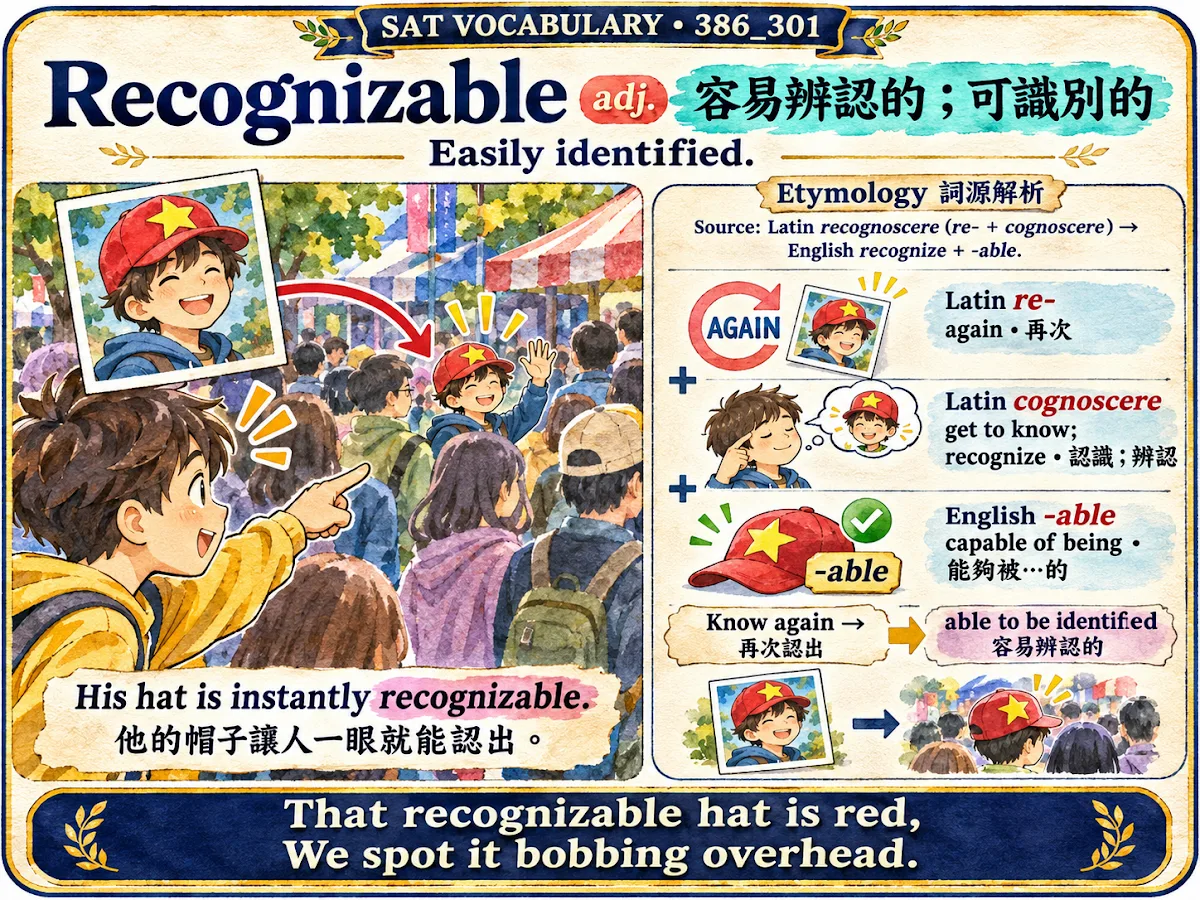 SAT VOCABULARY • 386_301
Recognizable adj. 容易辨認的；可識別的
Easily identified.
Etymology 詞源解析
Source: Latin recognoscere (re- + cognoscere) →
English recognize + -able.
AGAIN
Latin re-
again • 再次
+
Latin cognoscere
get to know;
recognize • 認識；辨認
+
-able
English -able
capable of being •
能夠被…的
Know again →
再次認出
able to be identified
容易辨認的
His hat is instantly recognizable.
他的帽子讓人一眼就能認出。
That recognizable hat is red,
We spot it bobbing overhead.